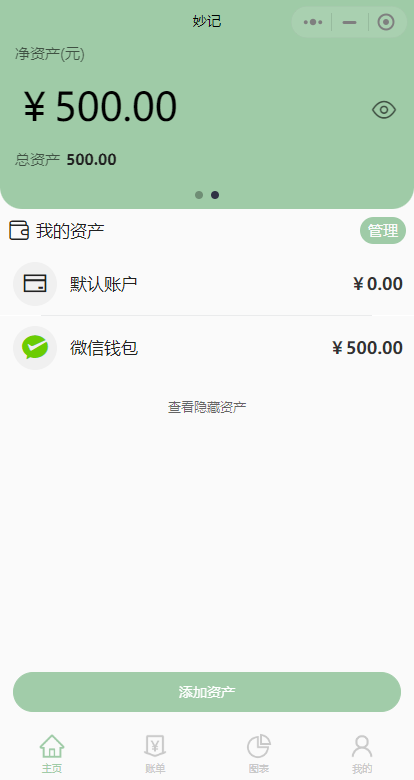 妙记
净资产(元)
¥ 500.00
总资产 500.00
我的资产 管理
默认账户 ¥ 0.00
微信钱包 ¥ 500.00
查看隐藏资产
添加资产
主页 账单 图表 我的